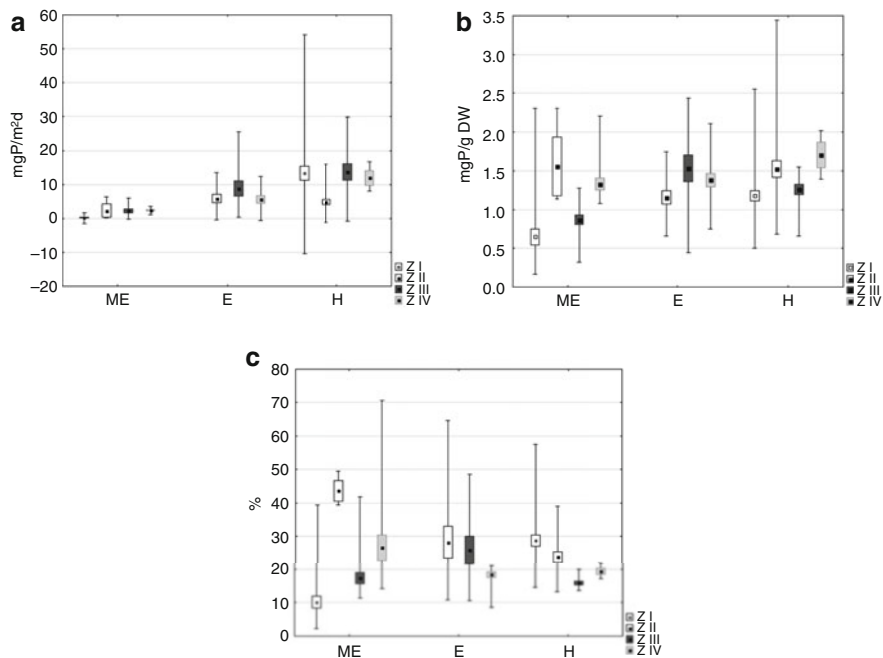 a
mgP/m²d
60
50
40
30
20
10
0
–10
–20
ME E H
Z I
Z II
Z III
Z IV
b
mgP/g DW
3.5
3.0
2.5
2.0
1.5
1.0
0.5
0.0
ME E H
Z I
Z II
Z III
Z IV
c
%
80
70
60
50
40
30
20
10
0
ME E H
Z I
Z II
Z III
Z IV